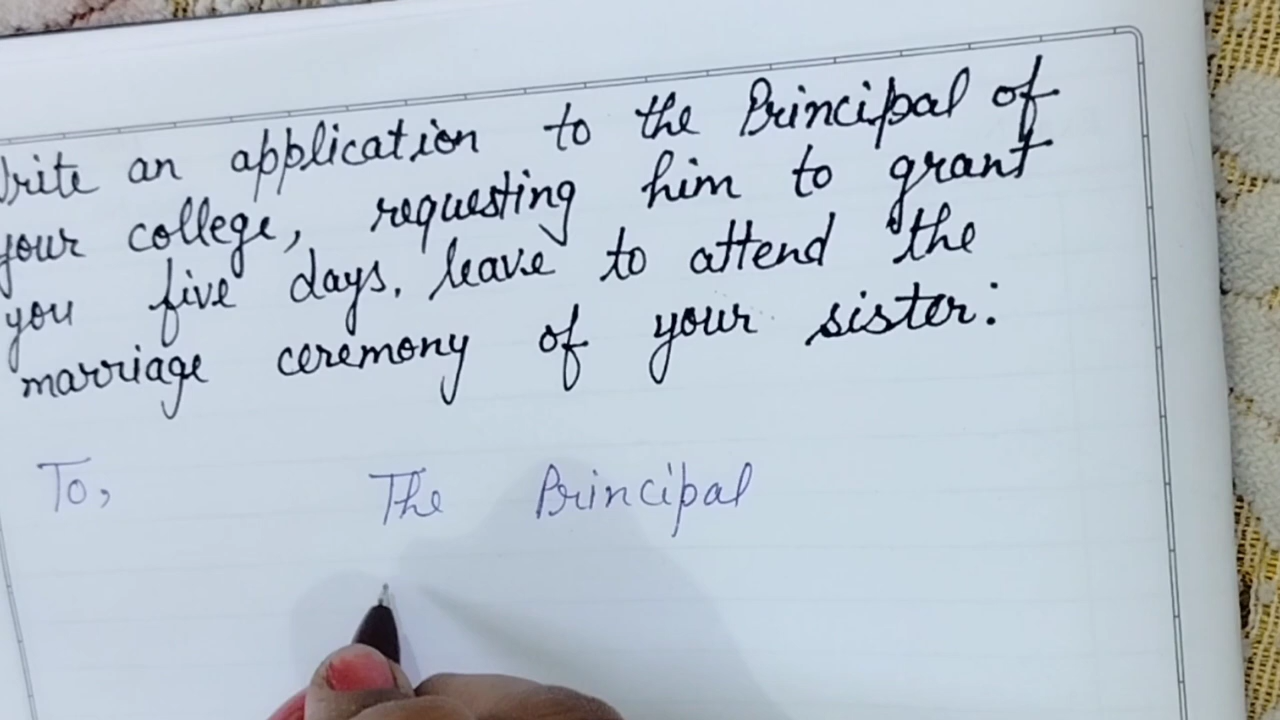 Write an application to the Principal of
your college, requesting him to grant
you five days. leave to attend the
marriage ceremony of your sister:
To, The Principal